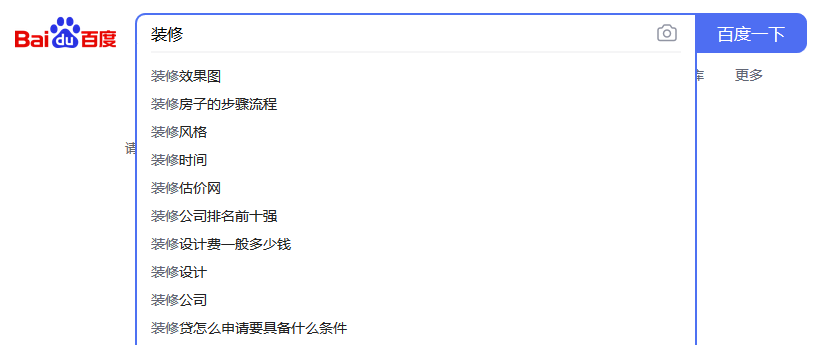 Bai du 百度
装修
百度一下
库 更多
装修效果图
装修房子的步骤流程
装修风格
请
装修时间
装修估价网
装修公司排名前十强
装修设计费一般多少钱
装修设计
装修公司
装修贷怎么申请要具备什么条件